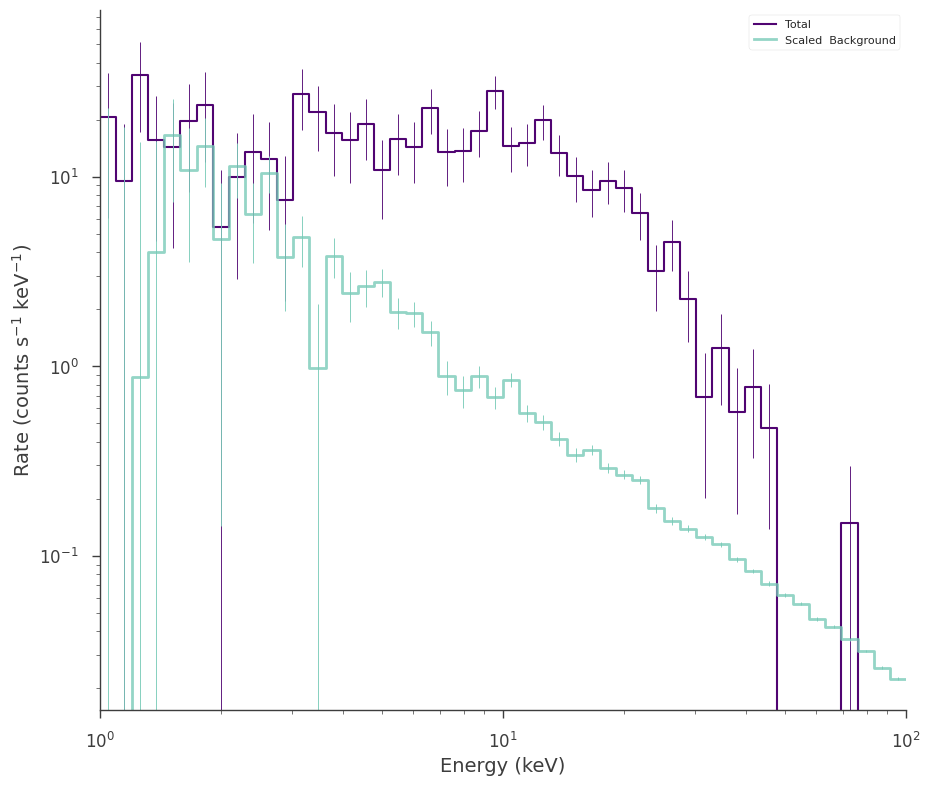 Total
Scaled  Background
Rate (counts s⁻¹ keV⁻¹)
10¹
10⁰
10⁻¹
10⁰ 10¹ 10²
Energy (keV)